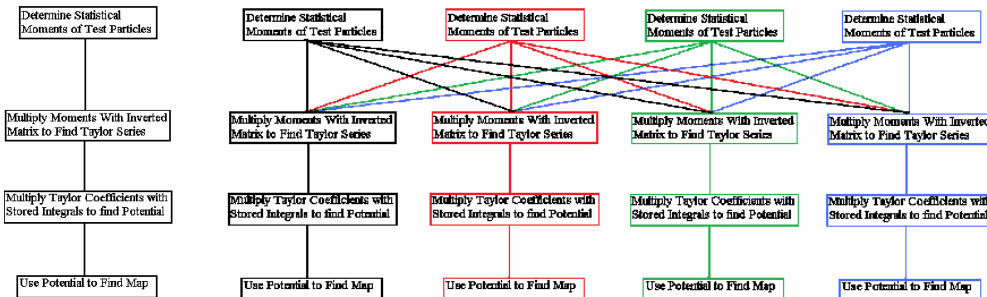 Determine Statistical
Moments of Test Particles
Multiply Moments With Inverted
Matrix to Find Taylor Series
Multiply Taylor Coefficients with
Stored Integrals to find Potential
Use Potential to Find Map
Determine Statistical
Moments of Test Particles
Multiply Moments With Inverted
Matrix to Find Taylor Series
Multiply Taylor Coefficients with
Stored Integrals to find Potential
Use Potential to Find Map
Determine Statistical
Moments of Test Particles
Multiply Moments With Inverted
Matrix to Find Taylor Series
Multiply Taylor Coefficients with
Stored Integrals to find Potential
Use Potential to Find Map
Determine Statistical
Moments of Test Particles
Multiply Moments With Inverted
Matrix to Find Taylor Series
Multiply Taylor Coefficients with
Stored Integrals to find Potential
Use Potential to Find Map
Determine Statistical
Moments of Test Particles
Multiply Moments With Inverted
Matrix to Find Taylor Series
Multiply Taylor Coefficients with
Stored Integrals to find Potential
Use Potential to Find Map